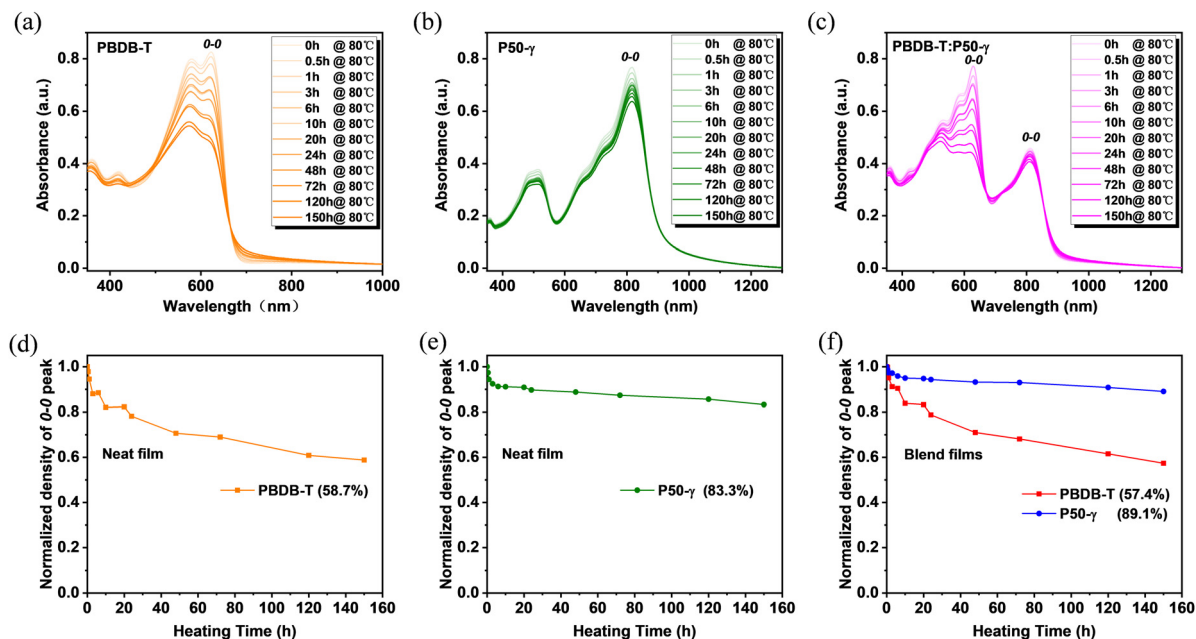 (a)
PBDB-T
0-0
0h @ 80℃
0.5h @ 80℃
1h @ 80℃
3h @ 80℃
6h @ 80℃
10h @ 80℃
20h @ 80℃
24h @ 80℃
48h @ 80℃
72h @ 80℃
120h @ 80℃
150h @ 80℃
Absorbance (a.u.)
0.8
0.6
0.4
0.2
0.0
400 600 800 1000
Wavelength（nm）
(b)
P50-γ
0-0
0h @ 80℃
0.5h @ 80℃
1h @ 80℃
3h @ 80℃
6h @ 80℃
10h @ 80℃
20h @ 80℃
24h @ 80℃
48h @ 80℃
72h @ 80℃
120h @ 80℃
150h @ 80℃
Absorbance (a.u.)
0.8
0.6
0.4
0.2
0.0
400 600 800 1000 1200
Wavelength (nm)
(c)
PBDB-T:P50-γ
0-0
0-0
0h @ 80℃
0.5h @ 80℃
1h @ 80℃
3h @ 80℃
6h @ 80℃
10h @ 80℃
20h @ 80℃
24h @ 80℃
48h @ 80℃
72h @ 80℃
120h @ 80℃
150h @ 80℃
Absorbance (a.u.)
0.8
0.6
0.4
0.2
0.0
400 600 800 1000 1200
Wavelength (nm)
(d)
Normalized density of 0-0 peak
1.0
0.8
0.6
0.4
0.2
0.0
Neat film
PBDB-T (58.7%)
0 20 40 60 80 100 120 140 160
Heating Time (h)
(e)
Normalized density of 0-0 peak
1.0
0.8
0.6
0.4
0.2
0.0
Neat film
P50-γ (83.3%)
0 20 40 60 80 100 120 140 160
Heating Time (h)
(f)
Normalized density of 0-0 peak
1.0
0.8
0.6
0.4
0.2
0.0
Blend films
PBDB-T (57.4%)
P50-γ (89.1%)
0 20 40 60 80 100 120 140 160
Heating Time (h)